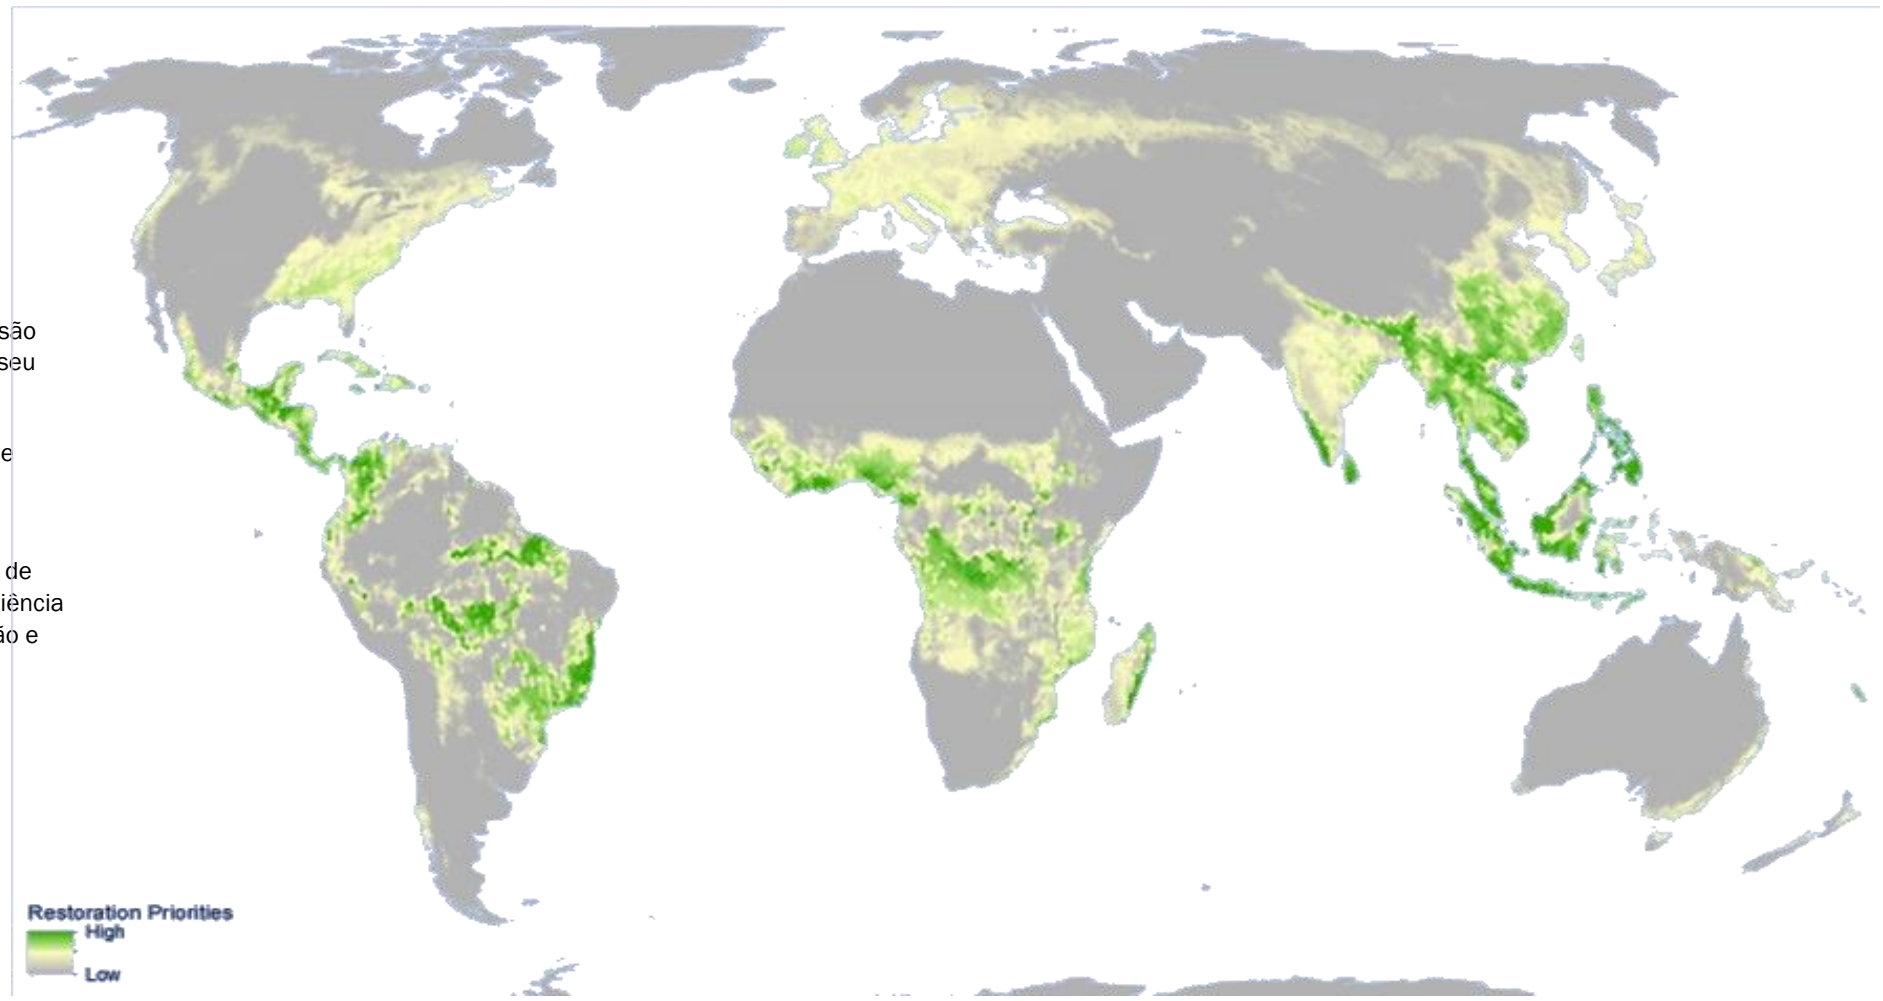 são
seu
e
de
iência
ão e
Restoration Priorities
High
Low